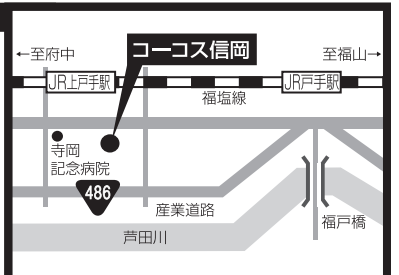 コーコス信岡
←至府中
至福山→
JR上戸手駅
JR戸手駅
福塩線
寺岡
記念病院
486
産業道路
福戸橋
芦田川